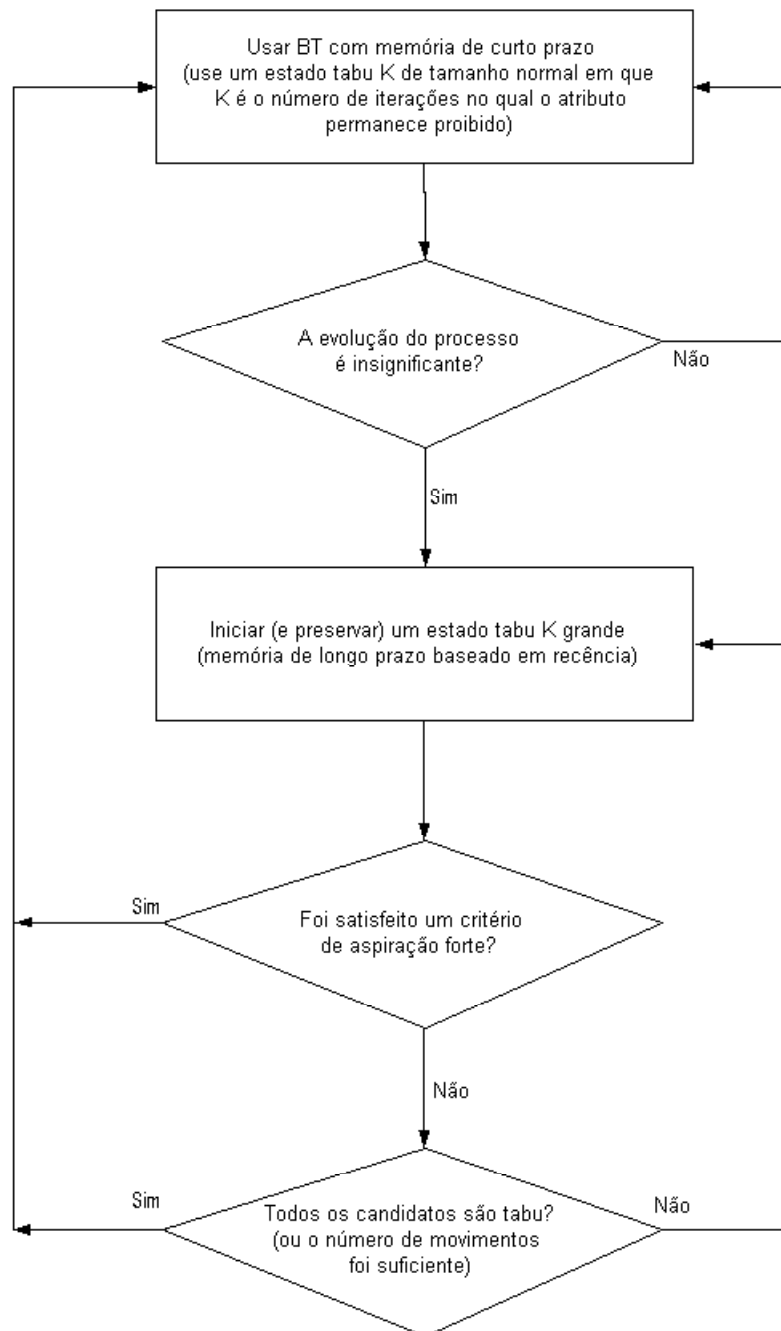 Usar BT com memória de curto prazo
(use um estado tabu K de tamanho normal em que
K é o número de iterações no qual o atributo
permanece proibido)
A evolução do processo
é insignificante?
Não
Sim
Iniciar (e preservar) um estado tabu K grande
(memória de longo prazo baseado em recência)
Sim
Foi satisfeito um critério
de aspiração forte?
Não
Sim
Todos os candidatos são tabu?
(ou o número de movimentos
foi suficiente)
Não